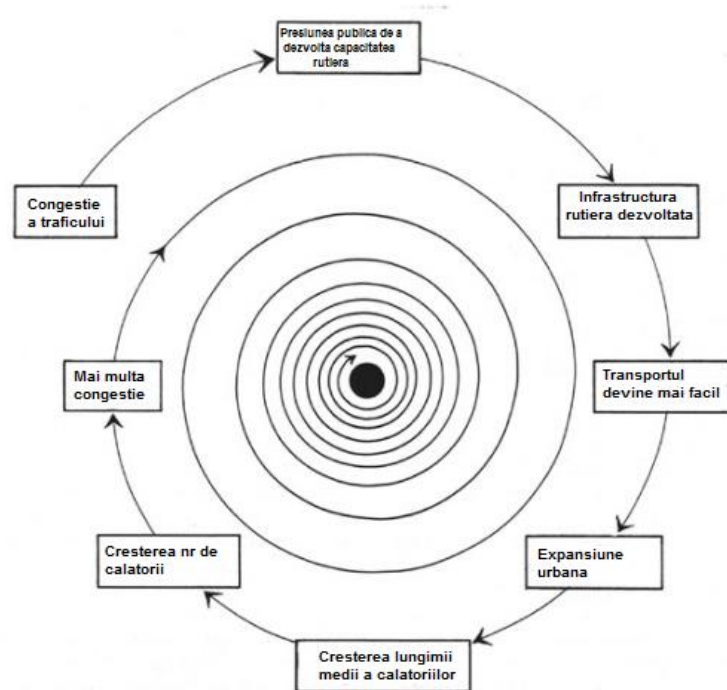 Presiunea publica de a
dezvolta capacitatea
rutiera
Congestie
a traficului
Infrastructura
rutiera dezvoltata
Mai multa
congestie
Transportul
devine mai facil
Cresterea nr de
calatorii
Expansiune
urbana
Cresterea lungimii
medii a calatoriilor